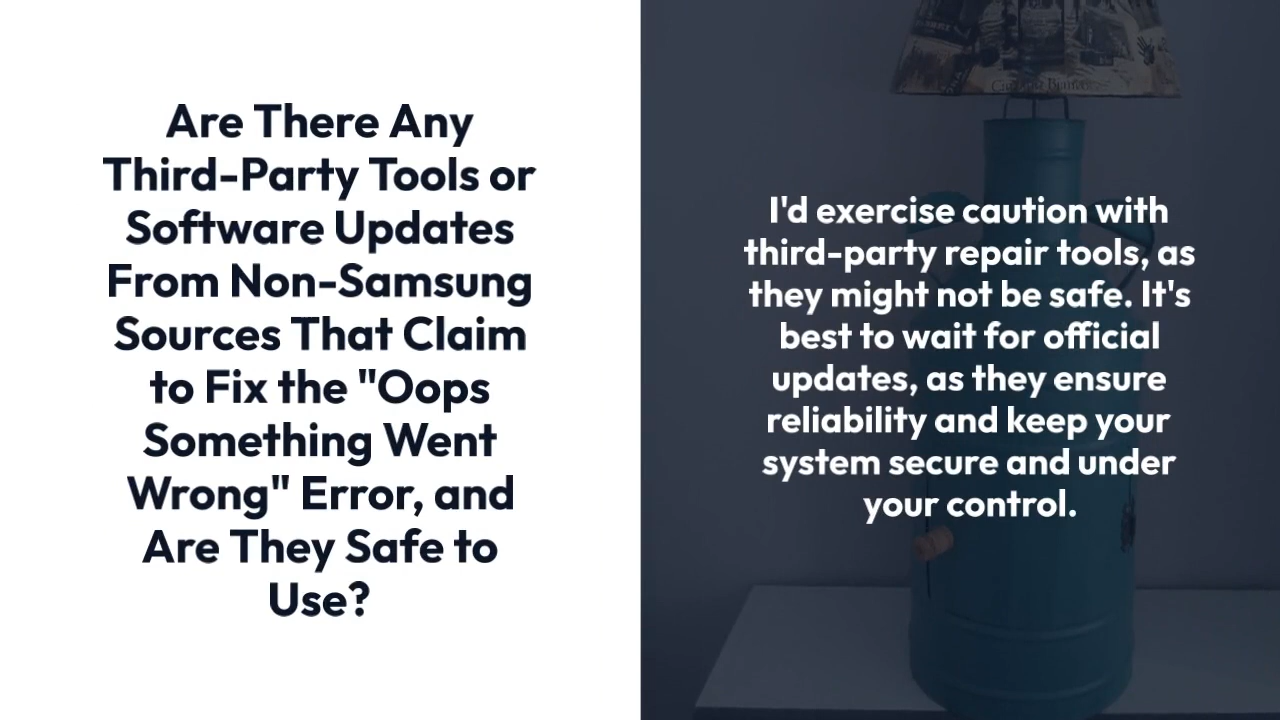 Are There Any
Third-Party Tools or
Software Updates
From Non-Samsung
Sources That Claim
to Fix the "Oops
Something Went
Wrong" Error, and
Are They Safe to
Use?
I'd exercise caution with
third-party repair tools, as
they might not be safe. It's
best to wait for official
updates, as they ensure
reliability and keep your
system secure and under
your control.